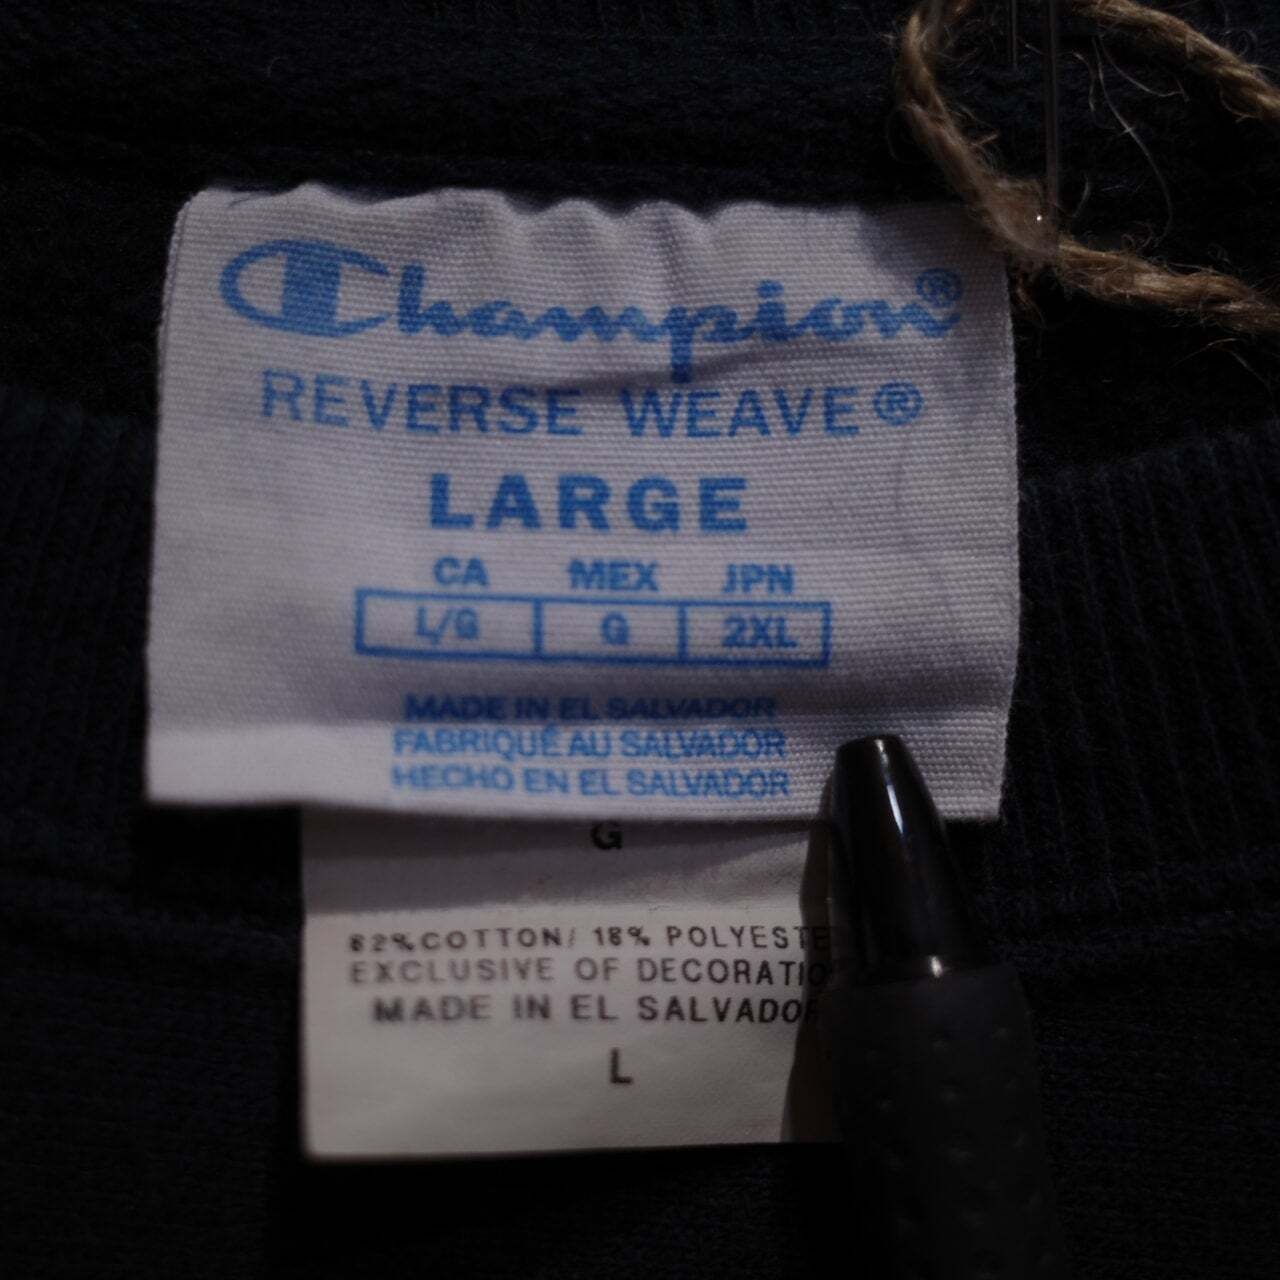 Champion®
REVERSE WEAVE®
LARGE
CA MEX JPN
L/G G 2XL
MADE IN EL SALVADOR
FABRIQUÉ AU SALVADOR
HECHO EN EL SALVADOR
G
82%COTTON/ 18% POLYESTE
EXCLUSIVE OF DECORATIO
MADE IN EL SALVADOR
L